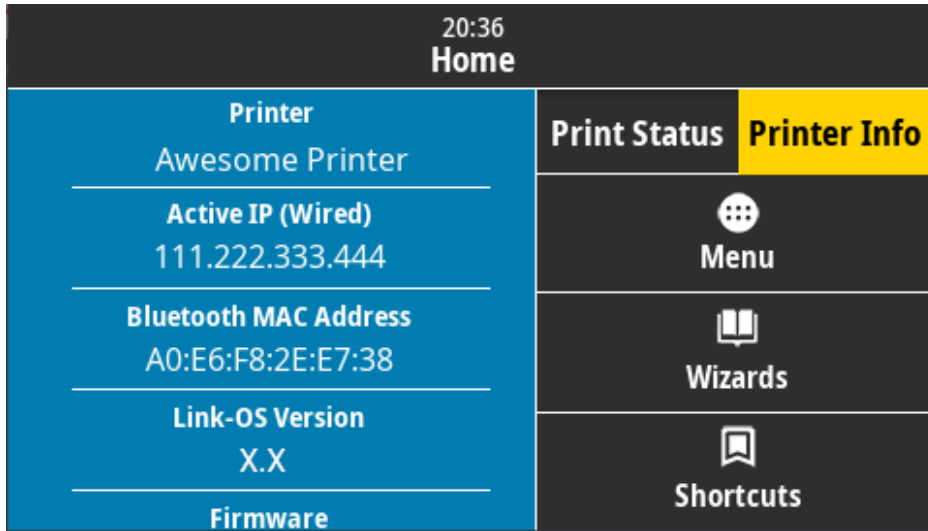 20:36
Home
Printer
Awesome Printer
Active IP (Wired)
111.222.333.444
Bluetooth MAC Address
A0:E6:F8:2E:E7:38
Link-OS Version
X.X
Firmware
Print Status
Printer Info
Menu
Wizards
Shortcuts